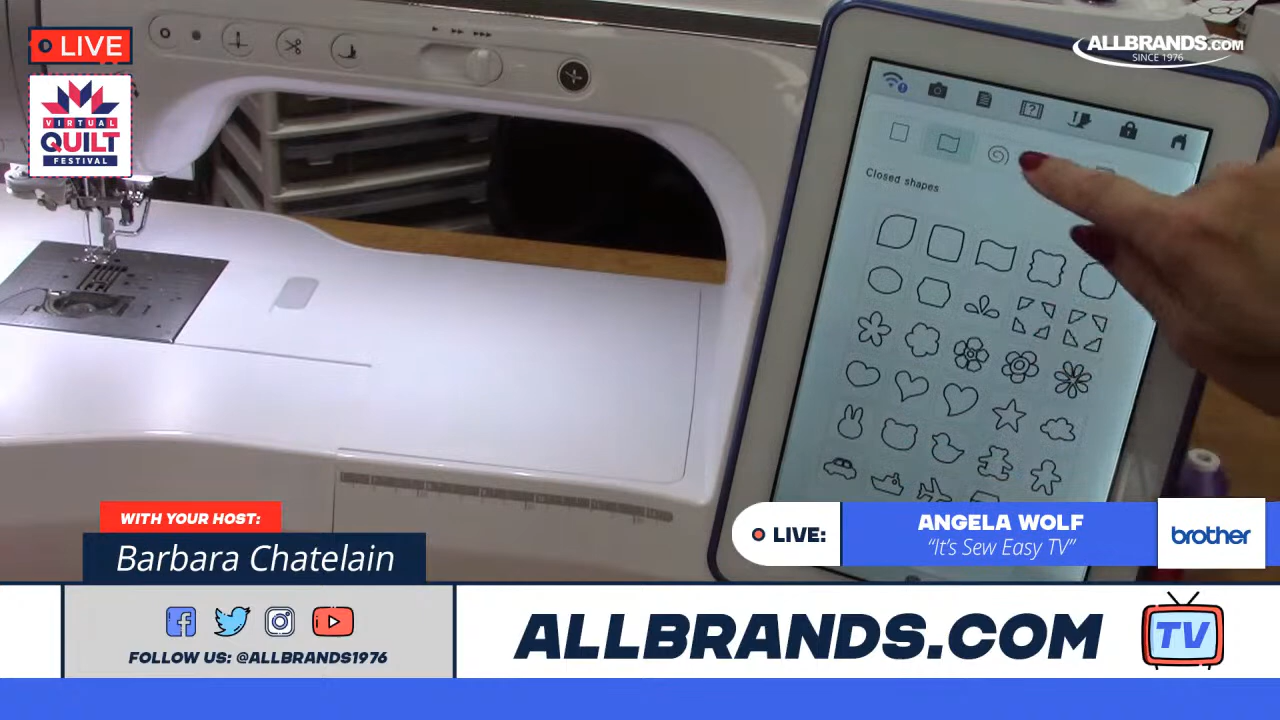 LIVE
VIRTUAL
QUILT
FESTIVAL
ALLBRANDS.COM
SINCE 1976
Closed shapes
WITH YOUR HOST:
Barbara Chatelain
LIVE:
ANGELA WOLF
"It's Sew Easy TV"
brother
FOLLOW US: @ALLBRANDS1976
ALLBRANDS.COM
TV